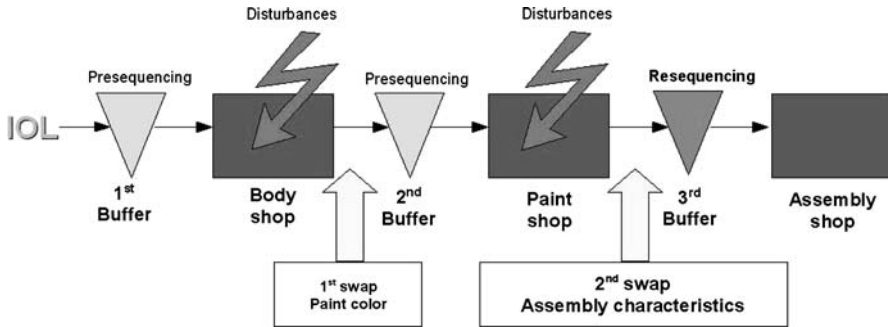 Disturbances
Disturbances
Presequencing
Presequencing
Resequencing
IOL
1st
Buffer
Body
shop
2nd
Buffer
Paint
shop
3rd
Buffer
Assembly
shop
1st swap
Paint color
2nd swap
Assembly characteristics